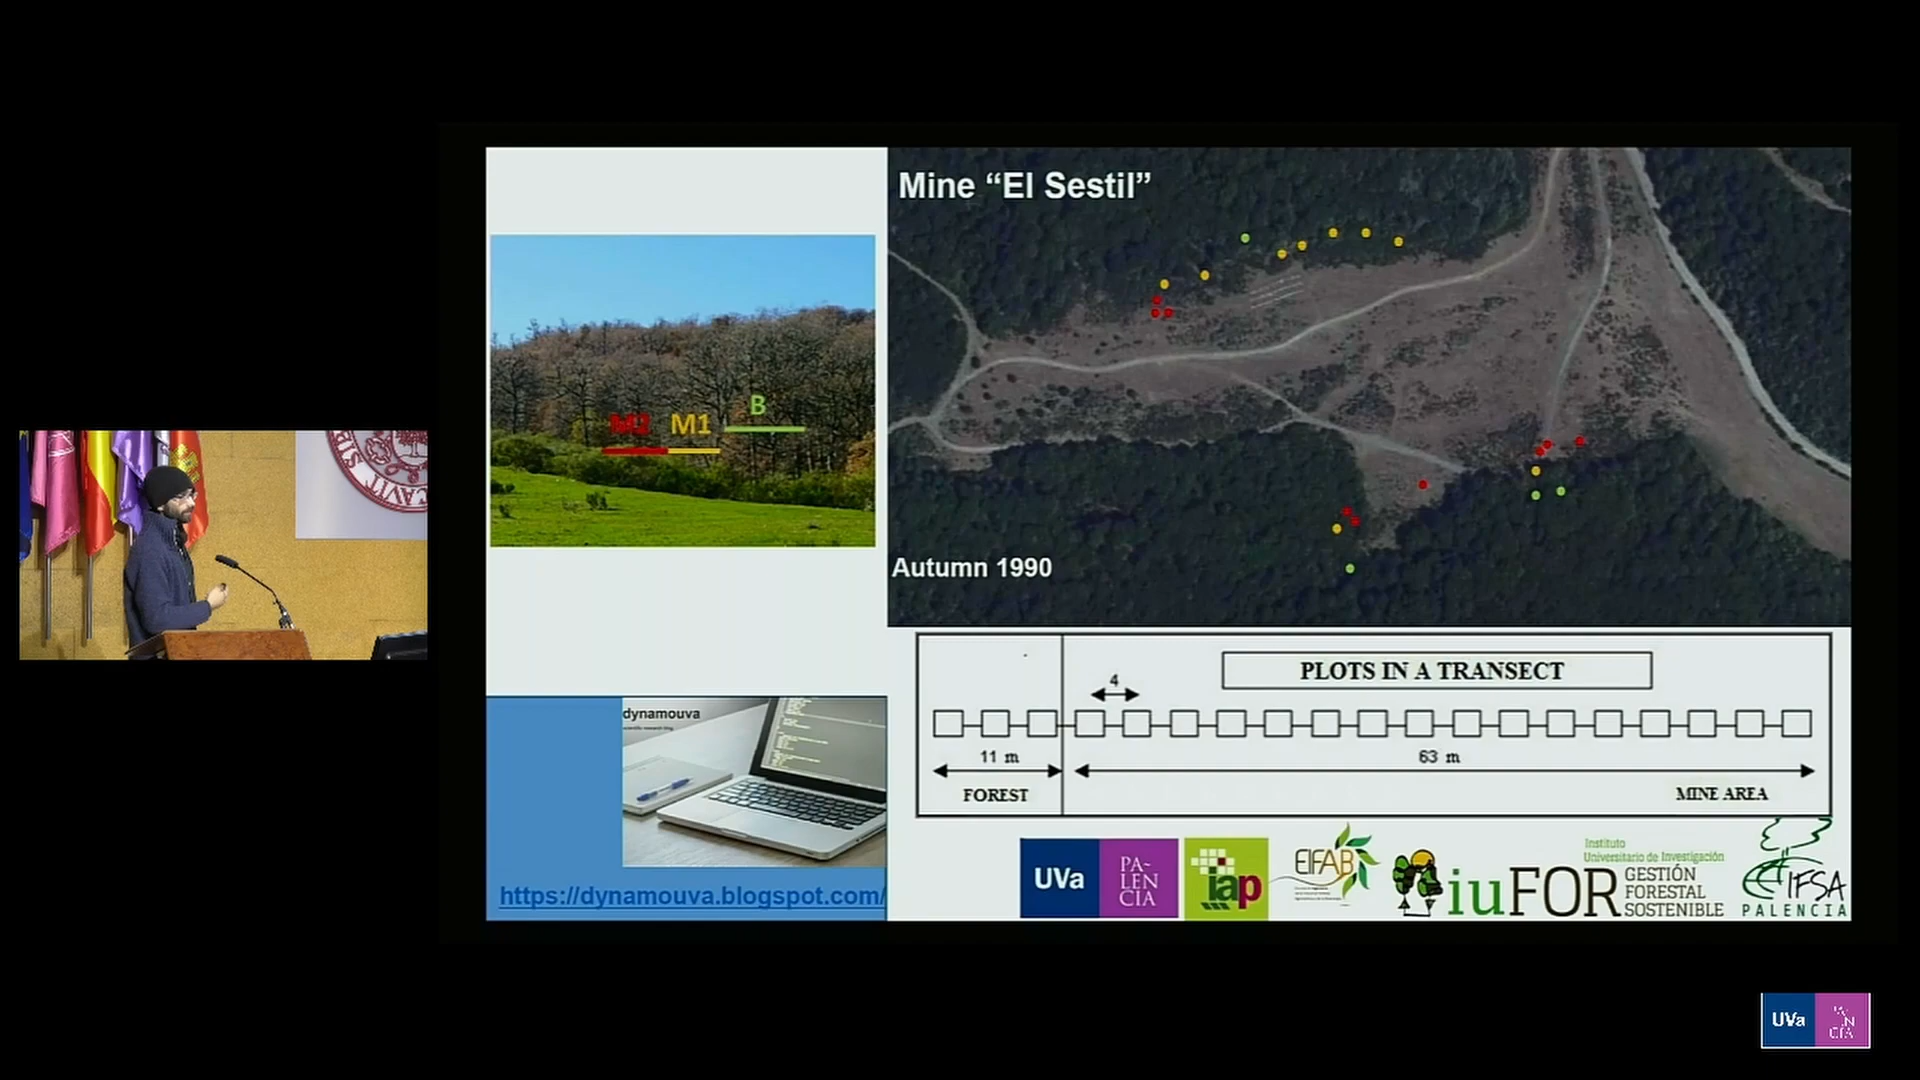 Mine “El Sestil”
M2 M1
B
Autumn 1990
PLOTS IN A TRANSECT
4
11 m
63 m
FOREST
MINE AREA
dynamouva
https://dynamouva.blogspot.com/
UVa
PA~
LEN
CIA
iap
EIFAB
iuFOR
Instituto
Universitario de Investigación
GESTIÓN
FORESTAL
SOSTENIBLE
IFSA
PALENCIA
CAVIT
SIB
UVa